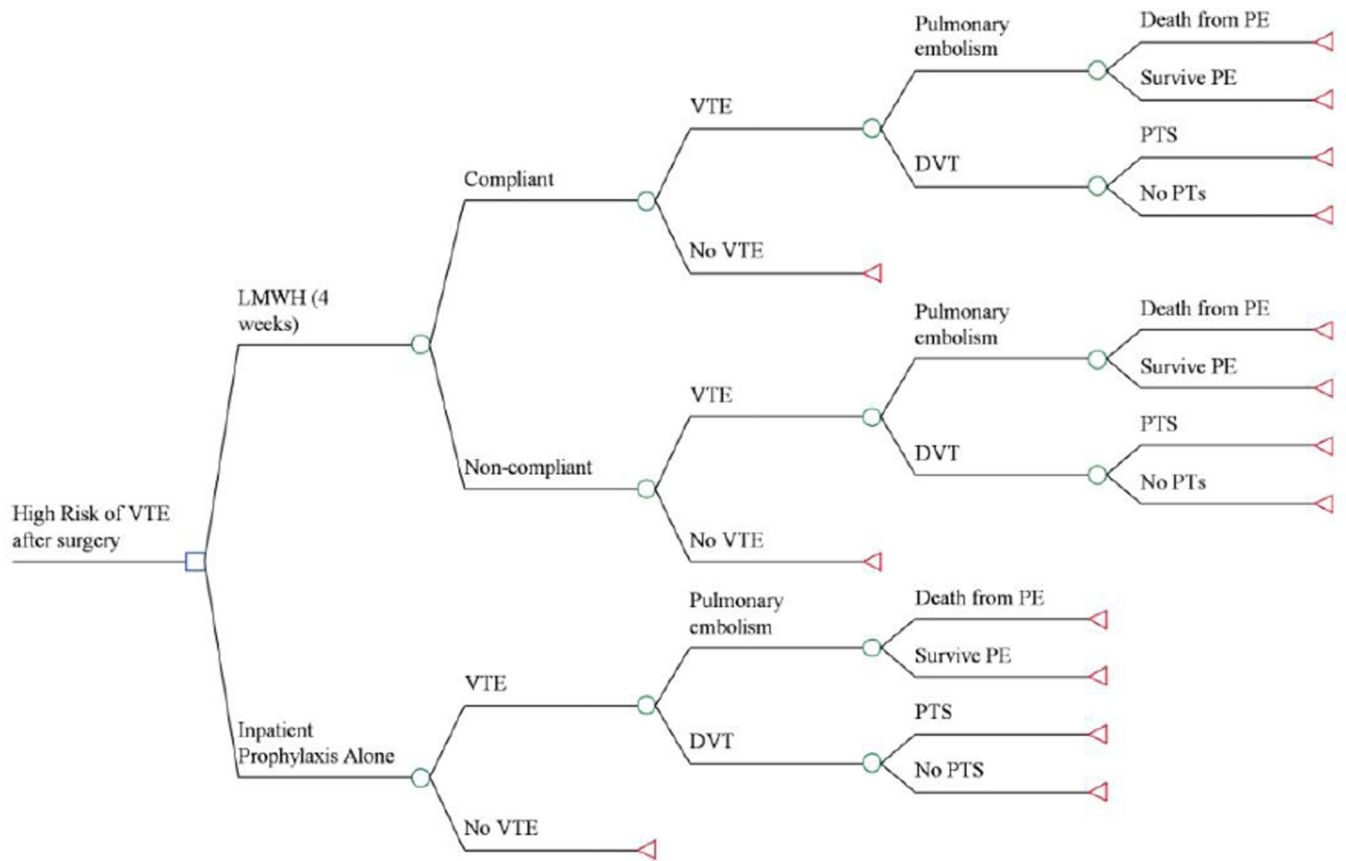 Pulmonary
embolism
Death from PE
Survive PE
VTE
DVT
PTS
No PTs
Compliant
No VTE
LMWH (4
weeks)
Pulmonary
embolism
Death from PE
Survive PE
VTE
DVT
PTS
No PTs
Non-compliant
No VTE
High Risk of VTE
after surgery
Pulmonary
embolism
Death from PE
Survive PE
VTE
DVT
PTS
No PTS
Inpatient
Prophylaxis Alone
No VTE